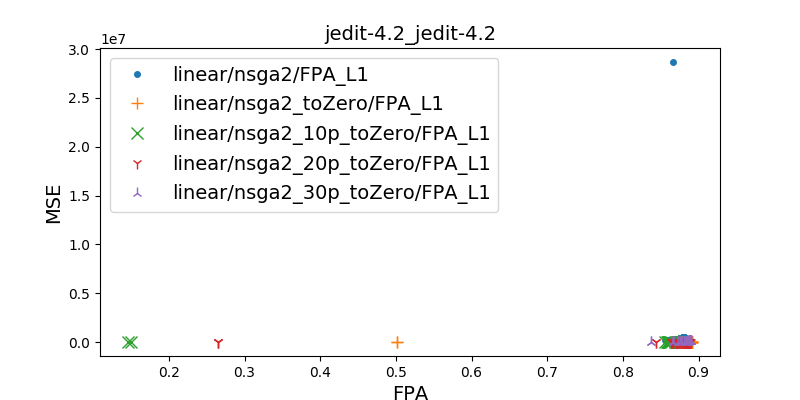 jedit-4.2_jedit-4.2
1e7
3.0
2.5
2.0
1.5
1.0
0.5
0.0
MSE
linear/nsga2/FPA_L1
linear/nsga2_toZero/FPA_L1
linear/nsga2_10p_toZero/FPA_L1
linear/nsga2_20p_toZero/FPA_L1
linear/nsga2_30p_toZero/FPA_L1
0.2 0.3 0.4 0.5 0.6 0.7 0.8 0.9
FPA